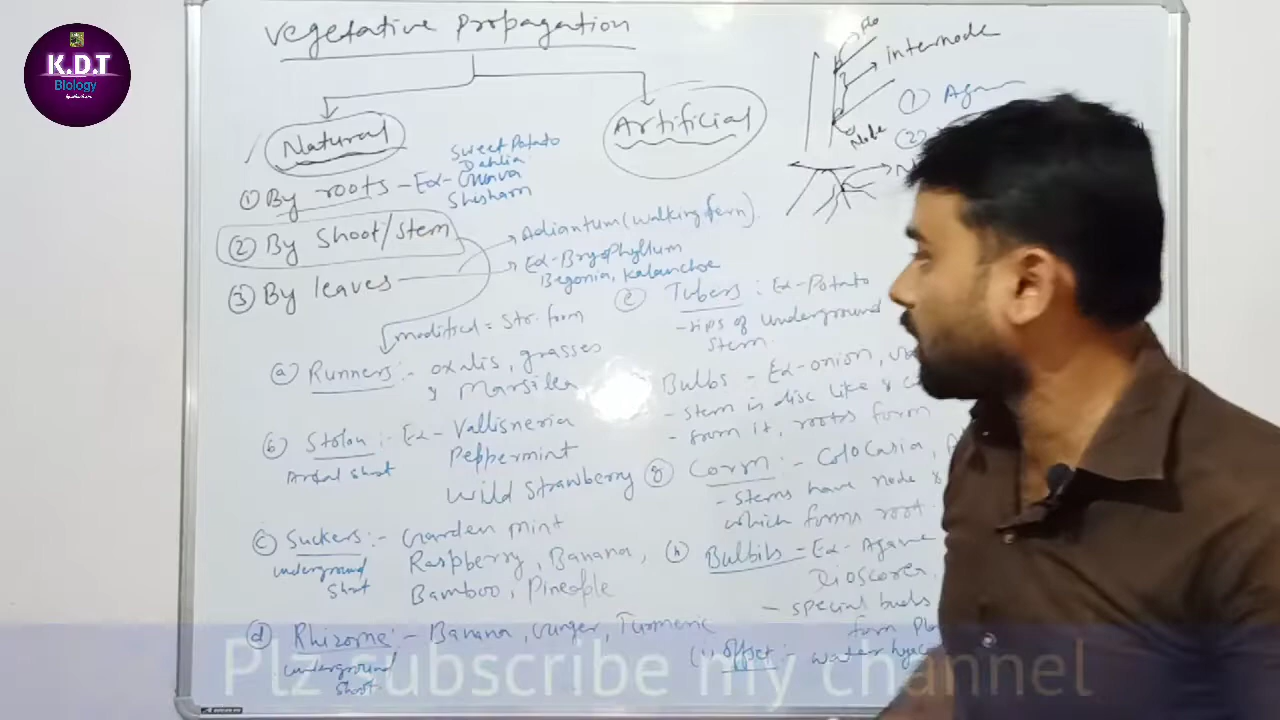 K.D.T
Biology
Vegetative Propagation
Natural
Artificial
internode
Node
① Agav
(2)
① By roots - Ex- Sweet Potato
Dahlia
Guava
Shesham
② By Shoot/Stem
③ By leaves
Adiantum (walking fern).
Ex- Bryophyllum
Begonia, Kalanchoe
modified = Str. form
ⓐ Runners :- oxalis, grasses
& Marsilea
ⓑ Stolon :- Ex- Vallisneria
Aerial shoot
Peppermint
Wild Strawberry
ⓒ Suckers :- Garden mint
underground
Shoot
Raspberry, Banana,
Bamboo, Pineaple
ⓓ Rhizome - Banana, Ginger, Turmeric
underground
Shoot.
ⓔ Tubers : Ex- Potato
- tips of underground
stem.
Bulbs - Ex- onion,
- stem is disc like &
- from it, roots form
ⓖ Corm :- Colocasia,
- Stems have node &
which forms root.
ⓗ Bulbils - Ex- Agave
Dioscorea
- special buds
form
(i) offset :- water hyac
Plz subscribe my channel